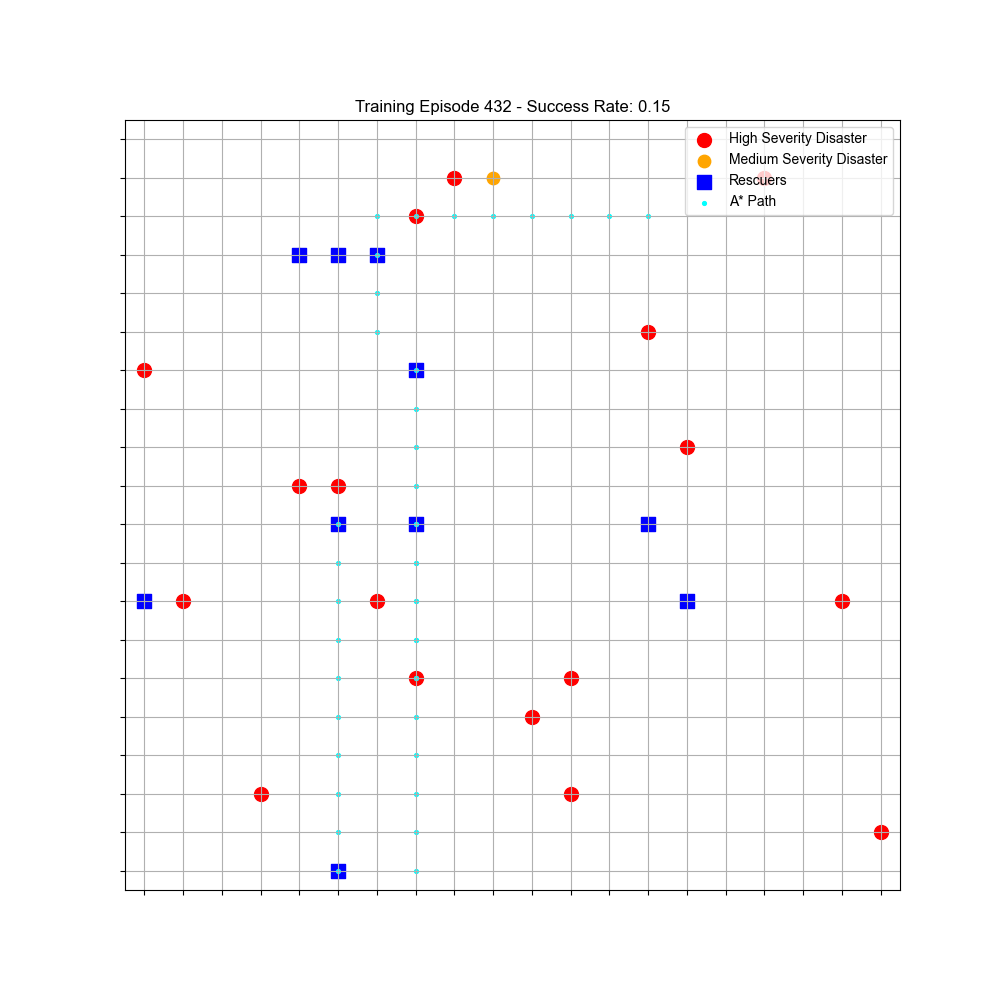 Training Episode 432 - Success Rate: 0.15
High Severity Disaster
Medium Severity Disaster
Rescuers
A* Path